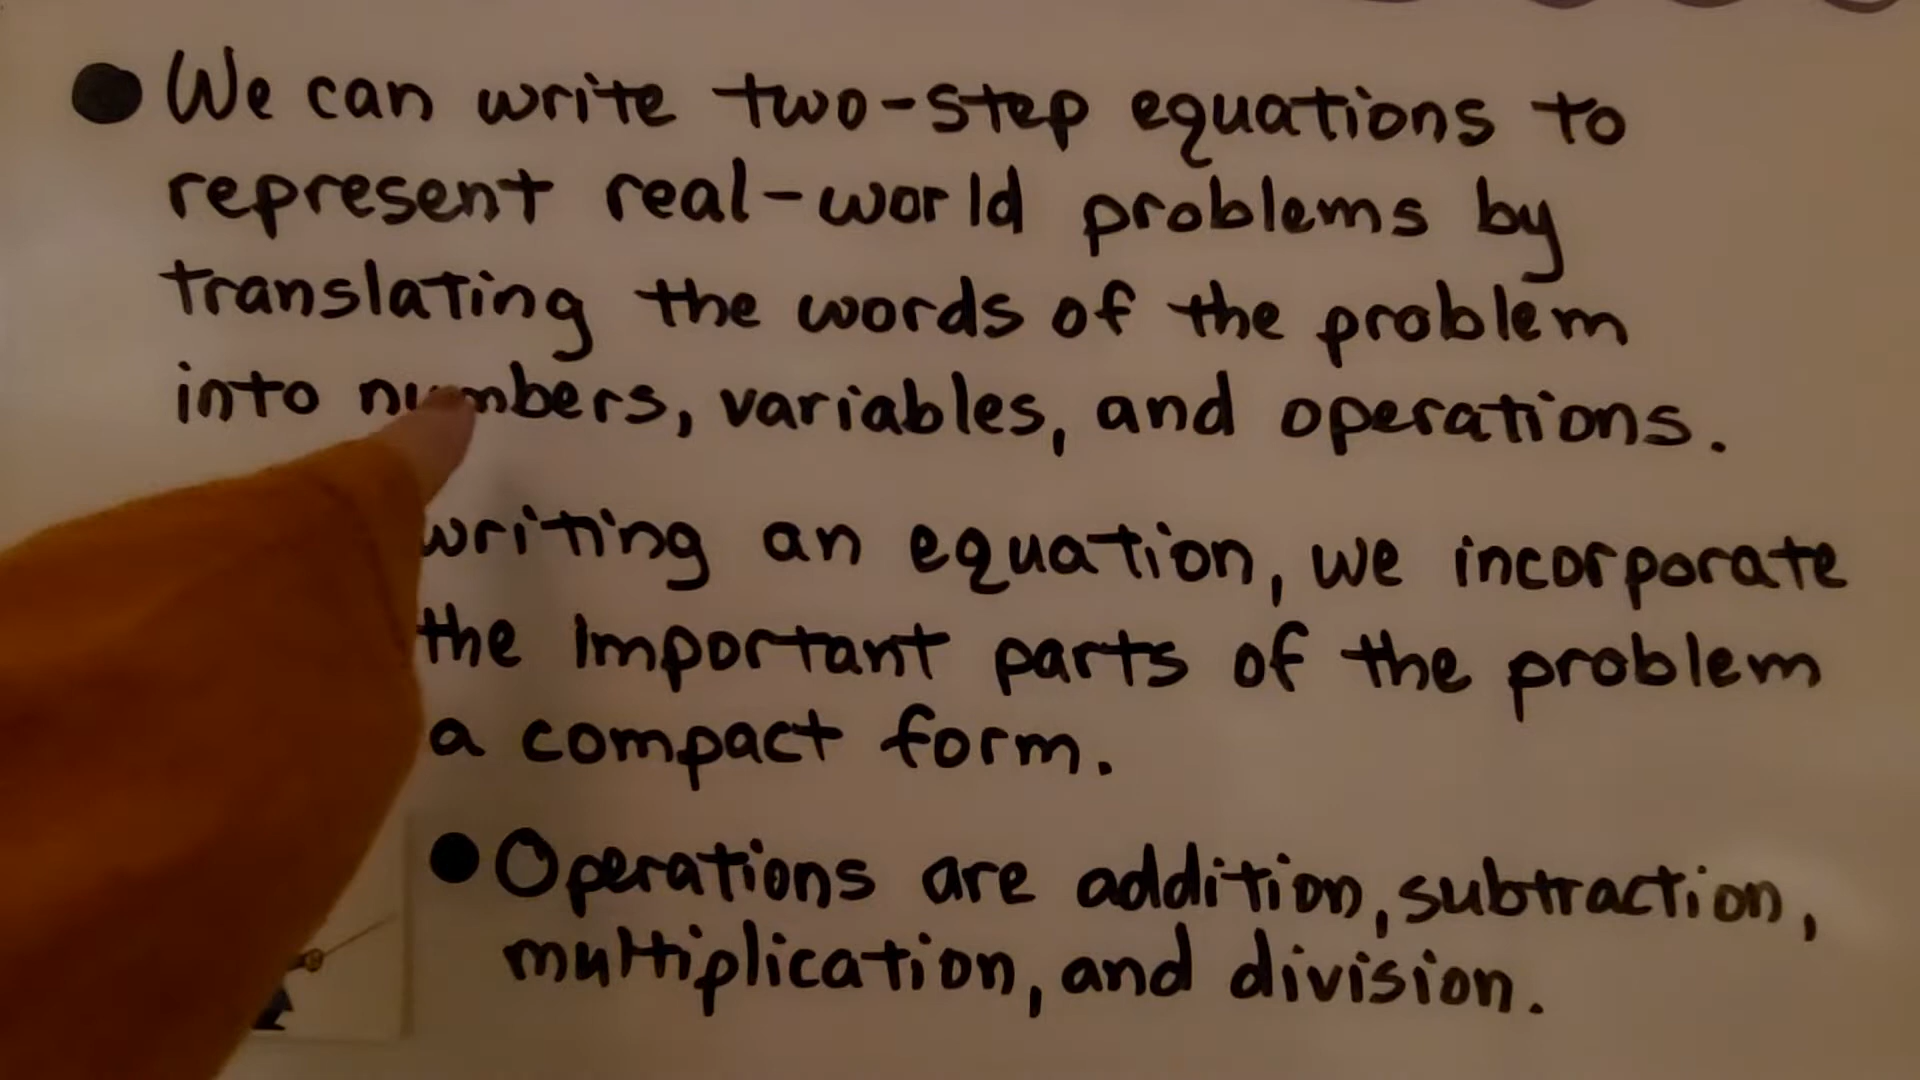 We can write two-step equations to
represent real-world problems by
translating the words of the problem
into numbers, variables, and operations.
writing an equation, we incorporate
the important parts of the problem
a compact form.
Operations are addition, subtraction,
multiplication, and division.